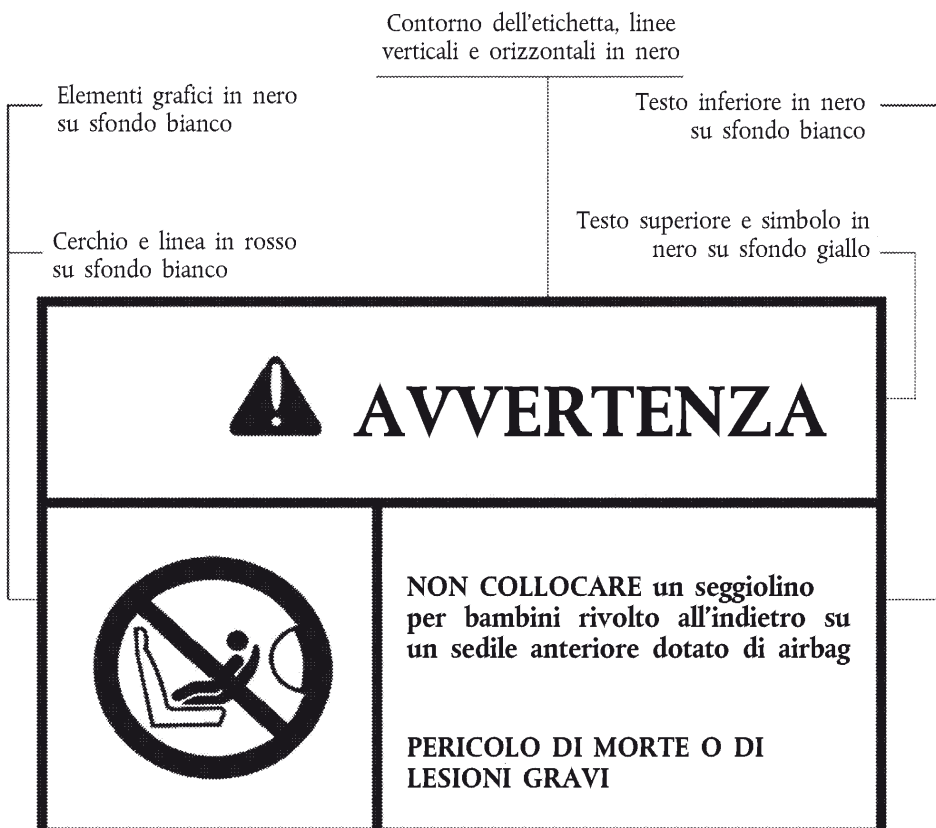 Contorno dell'etichetta, linee
verticali e orizzontali in nero
Elementi grafici in nero
su sfondo bianco
Testo inferiore in nero
su sfondo bianco
Cerchio e linea in rosso
su sfondo bianco
Testo superiore e simbolo in
nero su sfondo giallo
AVVERTENZA
NON COLLOCARE un seggiolino
per bambini rivolto all'indietro su
un sedile anteriore dotato di airbag
PERICOLO DI MORTE O DI
LESIONI GRAVI